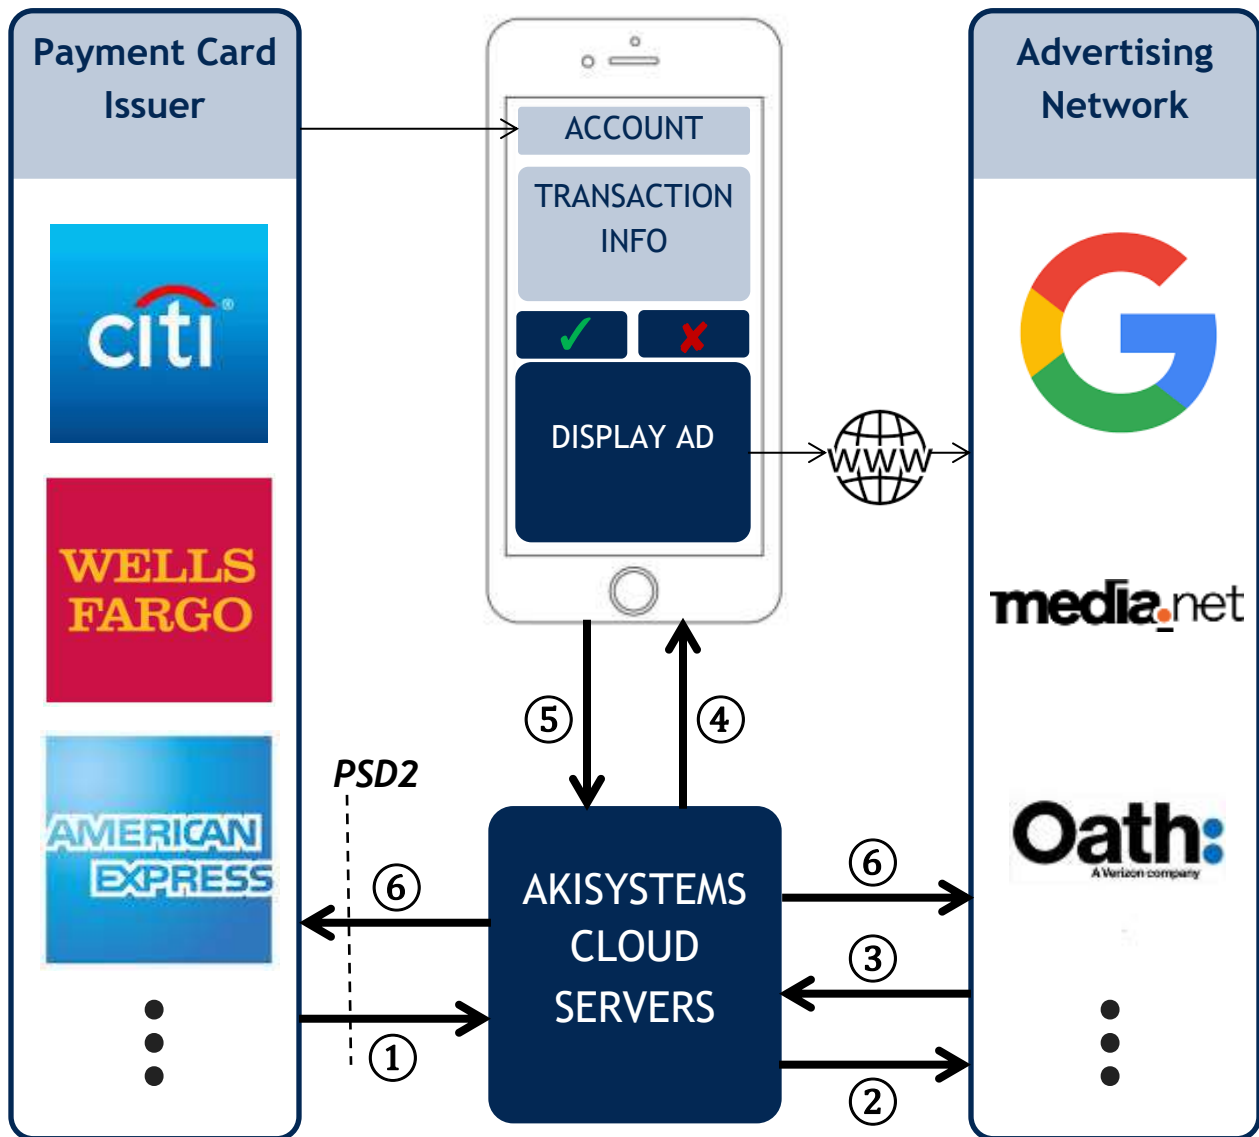 Payment Card
Issuer
citi®
WELLS
FARGO
AMERICAN
EXPRESS
ACCOUNT
TRANSACTION
INFO
✓
✘
DISPLAY AD
WWW
Advertising
Network
G
media.net
Oath:
A Verizon company
⑤
④
PSD2
⑥
①
AKISYSTEMS
CLOUD
SERVERS
⑥
③
②